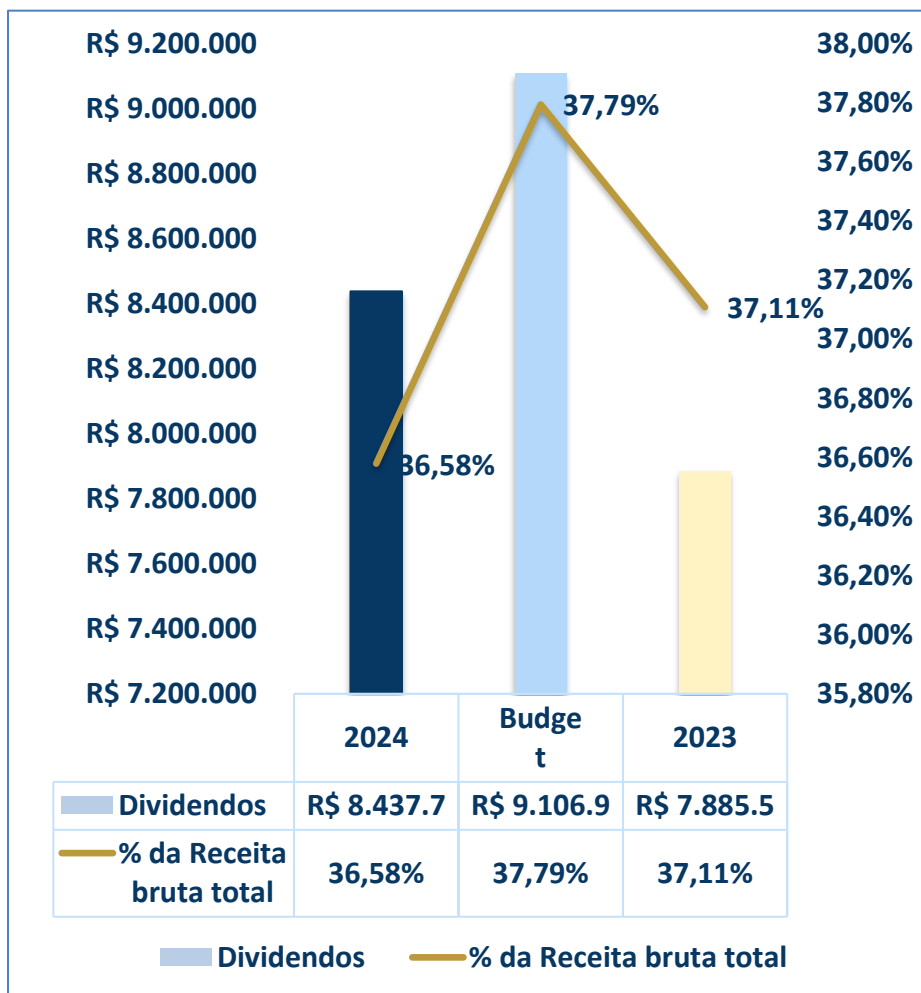 R$ 9.200.000
R$ 9.000.000
R$ 8.800.000
R$ 8.600.000
R$ 8.400.000
R$ 8.200.000
R$ 8.000.000
R$ 7.800.000
R$ 7.600.000
R$ 7.400.000
R$ 7.200.000
38,00%
37,80%
37,60%
37,40%
37,20%
37,00%
36,80%
36,60%
36,40%
36,20%
36,00%
35,80%
36,58%
37,79%
37,11%
2024
Budge
t
2023
Dividendos R$ 8.437.7 R$ 9.106.9 R$ 7.885.5
% da Receita
bruta total
36,58% 37,79% 37,11%
Dividendos % da Receita bruta total